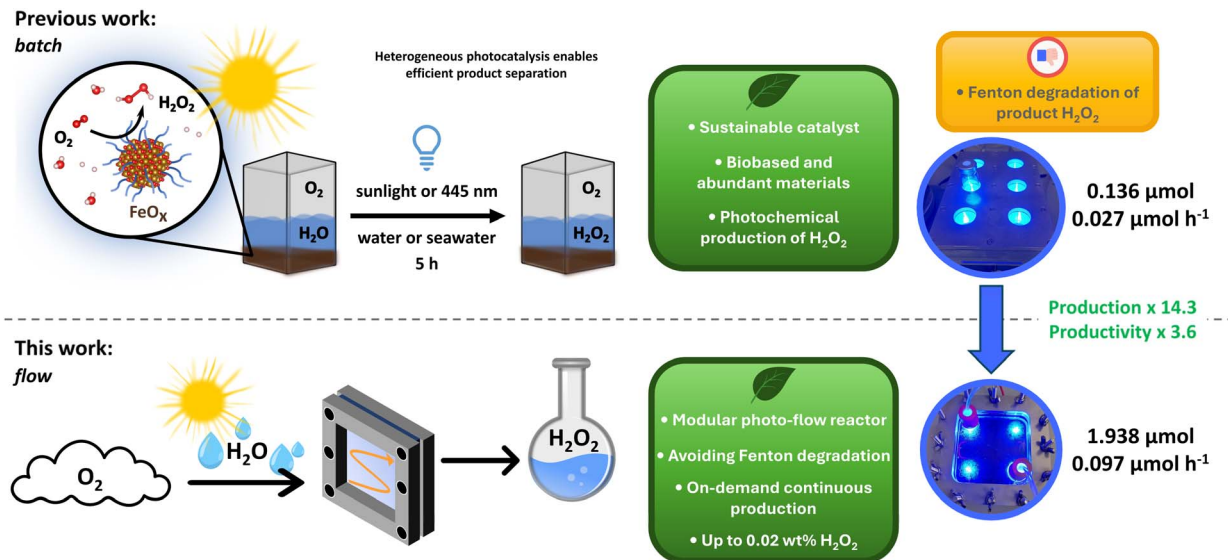 Previous work:
batch
H₂O₂
O₂
FeOₓ
Heterogeneous photocatalysis enables
efficient product separation
O₂
H₂O
sunlight or 445 nm
water or seawater
5 h
O₂
H₂O₂
• Sustainable catalyst
• Biobased and
abundant materials
• Photochemical
production of H₂O₂
• Fenton degradation of
product H₂O₂
0.136 µmol
0.027 µmol h⁻¹
Production x 14.3
Productivity x 3.6
This work:
flow
O₂
H₂O
H₂O₂
• Modular photo-flow reactor
• Avoiding Fenton degradation
• On-demand continuous
production
• Up to 0.02 wt% H₂O₂
1.938 µmol
0.097 µmol h⁻¹